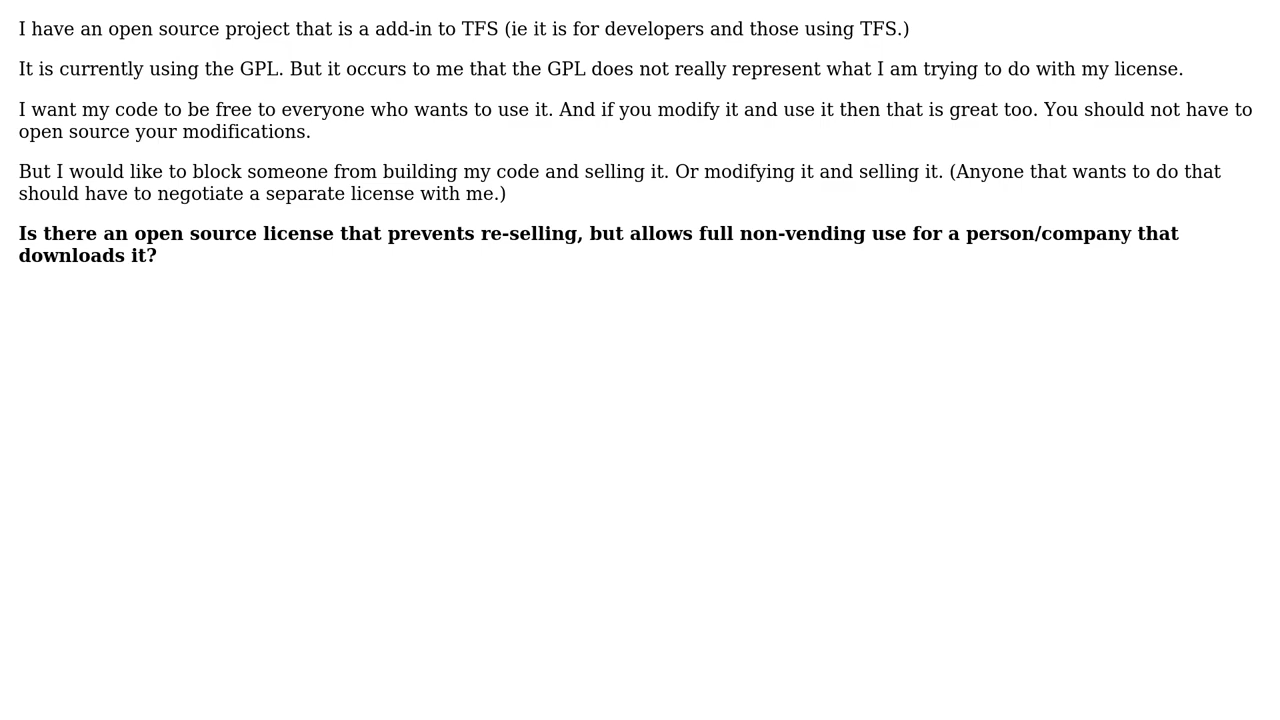 I have an open source project that is a add-in to TFS (ie it is for developers and those using TFS.)
It is currently using the GPL. But it occurs to me that the GPL does not really represent what I am trying to do with my license.
I want my code to be free to everyone who wants to use it. And if you modify it and use it then that is great too. You should not have to
open source your modifications.
But I would like to block someone from building my code and selling it. Or modifying it and selling it. (Anyone that wants to do that
should have to negotiate a separate license with me.)
Is there an open source license that prevents re-selling, but allows full non-vending use for a person/company that
downloads it?